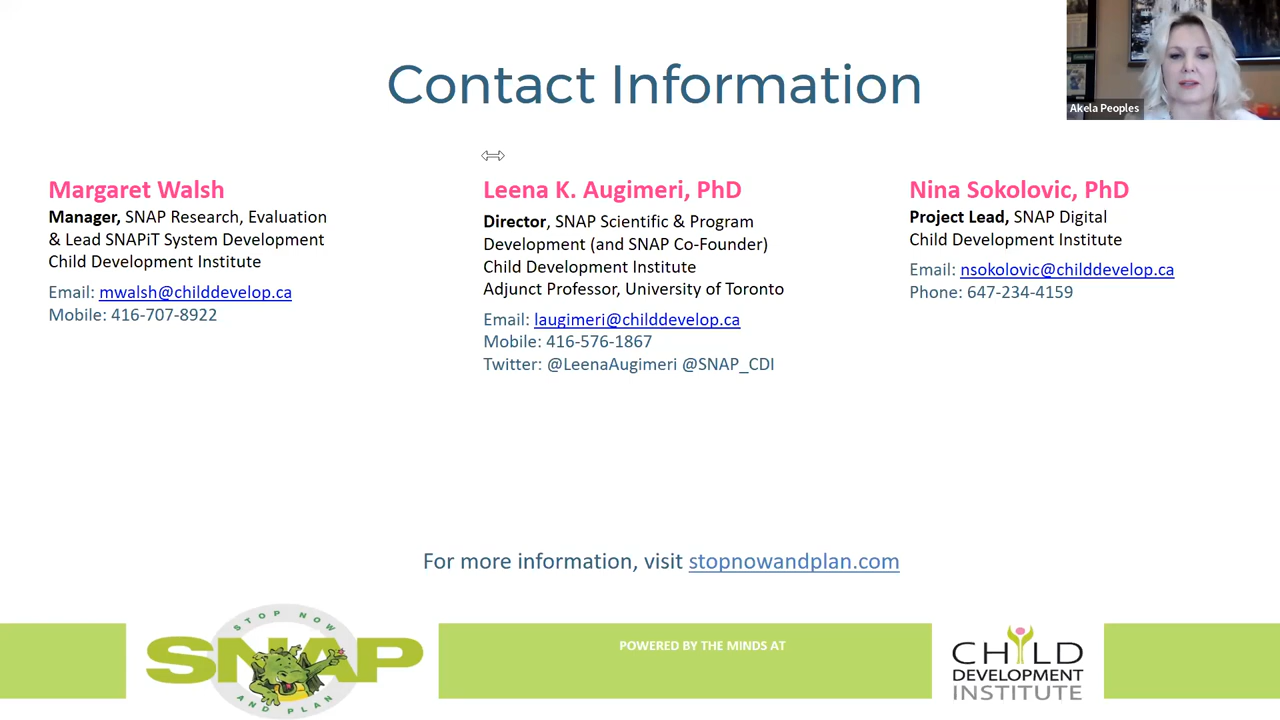 Contact Information
Akela Peoples
Margaret Walsh
Manager, SNAP Research, Evaluation
& Lead SNAPiT System Development
Child Development Institute
Email: mwalsh@childdevelop.ca
Mobile: 416-707-8922
Leena K. Augimeri, PhD
Director, SNAP Scientific & Program
Development (and SNAP Co-Founder)
Child Development Institute
Adjunct Professor, University of Toronto
Email: laugimeri@childdevelop.ca
Mobile: 416-576-1867
Twitter: @LeenaAugimeri @SNAP_CDI
Nina Sokolovic, PhD
Project Lead, SNAP Digital
Child Development Institute
Email: nsokolovic@childdevelop.ca
Phone: 647-234-4159
For more information, visit stopnowandplan.com
STOP NOW
SNAP
AND PLAN
POWERED BY THE MINDS AT
CHILD
DEVELOPMENT
INSTITUTE